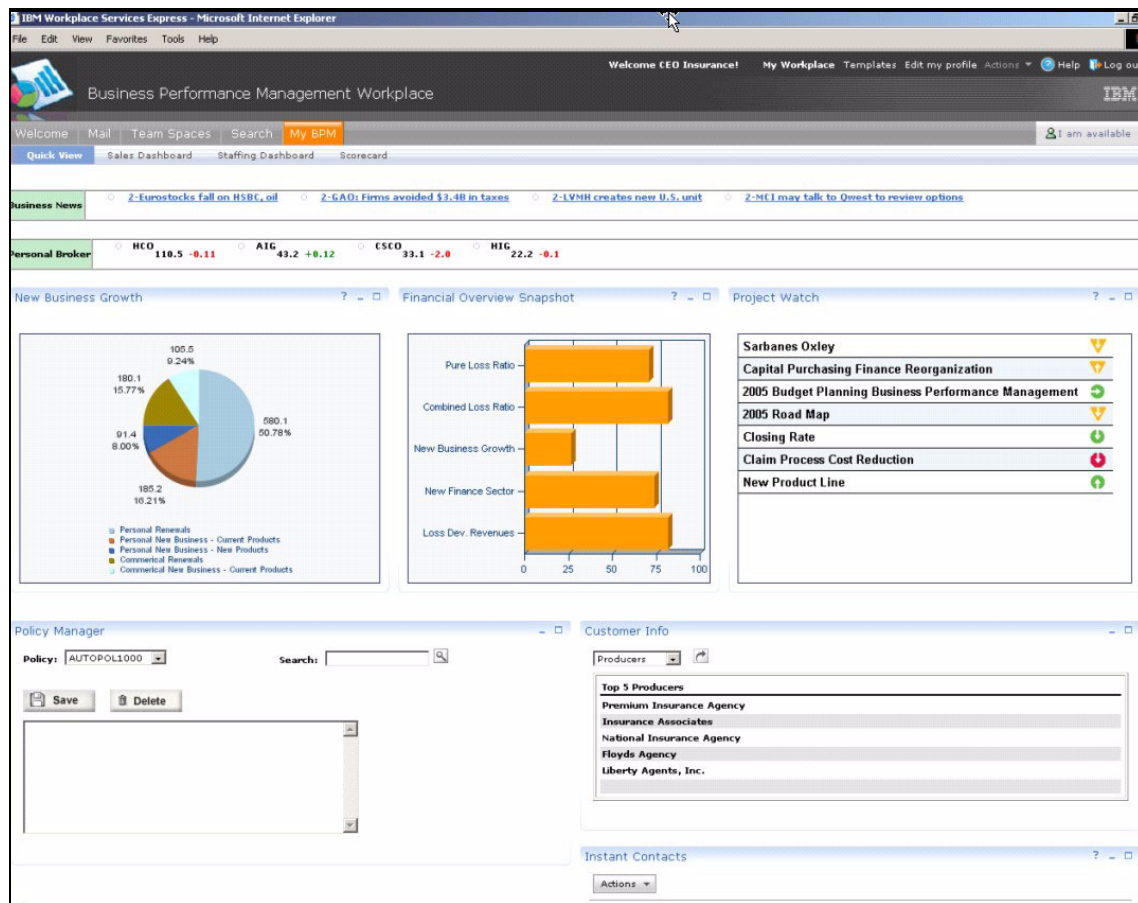 IBM Workplace Services Express - Microsoft Internet Explorer
File Edit View Favorites Tools Help
Welcome CEO Insurance! My Workplace Templates Edit my profile Actions Help Log ou
Business Performance Management Workplace
IBM
Welcome Mail Team Spaces Search My BPM
I am available
Quick View Sales Dashboard Staffing Dashboard Scorecard
Business News 2-Eurostocks fall on HSBC, oil 2-GAO: Firms avoided $3.4B in taxes 2-LVMH creates new U.S. unit 2-MCI may talk to Qwest to review options
Personal Broker HCO 110.5 -0.11 AIG 43.2 +0.12 CSCO 33.1 -2.0 HIG 22.2 -0.1
New Business Growth ?
105.5
9.24%
180.1
15.77%
580.1
50.78%
91.4
8.00%
185.2
16.21%
Personal Renewals
Personal New Business - Current Products
Personal New Business - New Products
Commerical Renewals
Commerical New Business - Current Products
Financial Overview Snapshot ?
Pure Loss Ratio
Combined Loss Ratio
New Business Growth
New Finance Sector
Loss Dev. Revenues
0 25 50 75 100
Project Watch ?
Sarbanes Oxley
Capital Purchasing Finance Reorganization
2005 Budget Planning Business Performance Management
2005 Road Map
Closing Rate
Claim Process Cost Reduction
New Product Line
Policy Manager
Policy: AUTOPOL1000 Search:
Save Delete
Customer Info
Producers
Top 5 Producers
Premium Insurance Agency
Insurance Associates
National Insurance Agency
Floyds Agency
Liberty Agents, Inc.
Instant Contacts ?
Actions